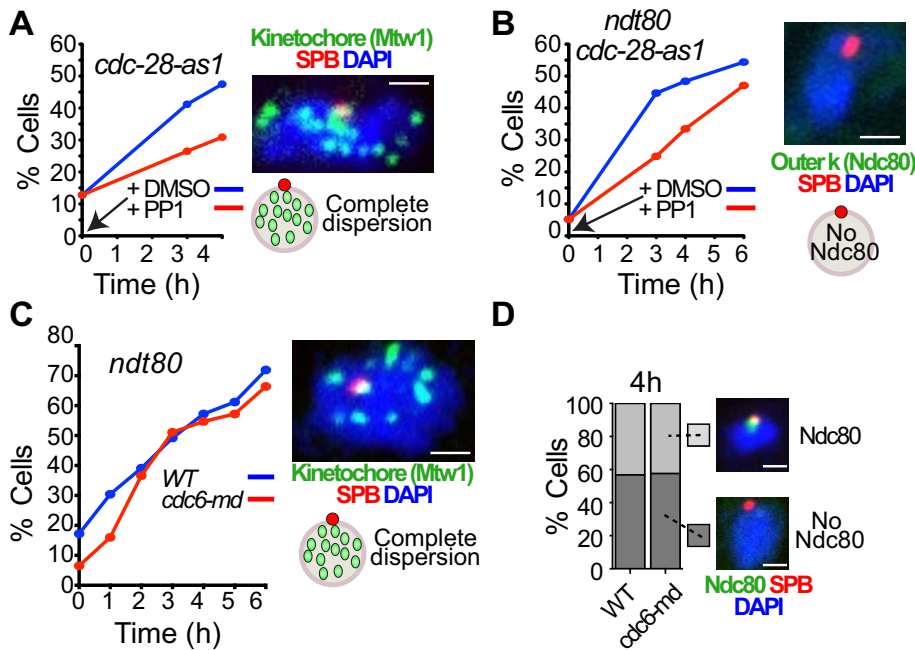 A
cdc-28-as1
% Cells
60
50
40
30
20
10
0
+ DMSO
+ PP1
0 1 2 3 4 5
Time (h)
Kinetochore (Mtw1)
SPB DAPI
Complete
dispersion
B
ndt80
cdc-28-as1
% Cells
60
50
40
30
20
10
0
+ DMSO
+ PP1
0 1 2 3 4 5 6
Time (h)
Outer k (Ndc80)
SPB DAPI
No
Ndc80
C
ndt80
% Cells
80
70
60
50
40
30
20
10
0
WT
cdc6-md
0 1 2 3 4 5 6
Time (h)
Kinetochore (Mtw1)
SPB DAPI
Complete
dispersion
D
4h
% Cells
100
80
60
40
20
0
WT
cdc6-md
Ndc80
No
Ndc80
Ndc80 SPB
DAPI